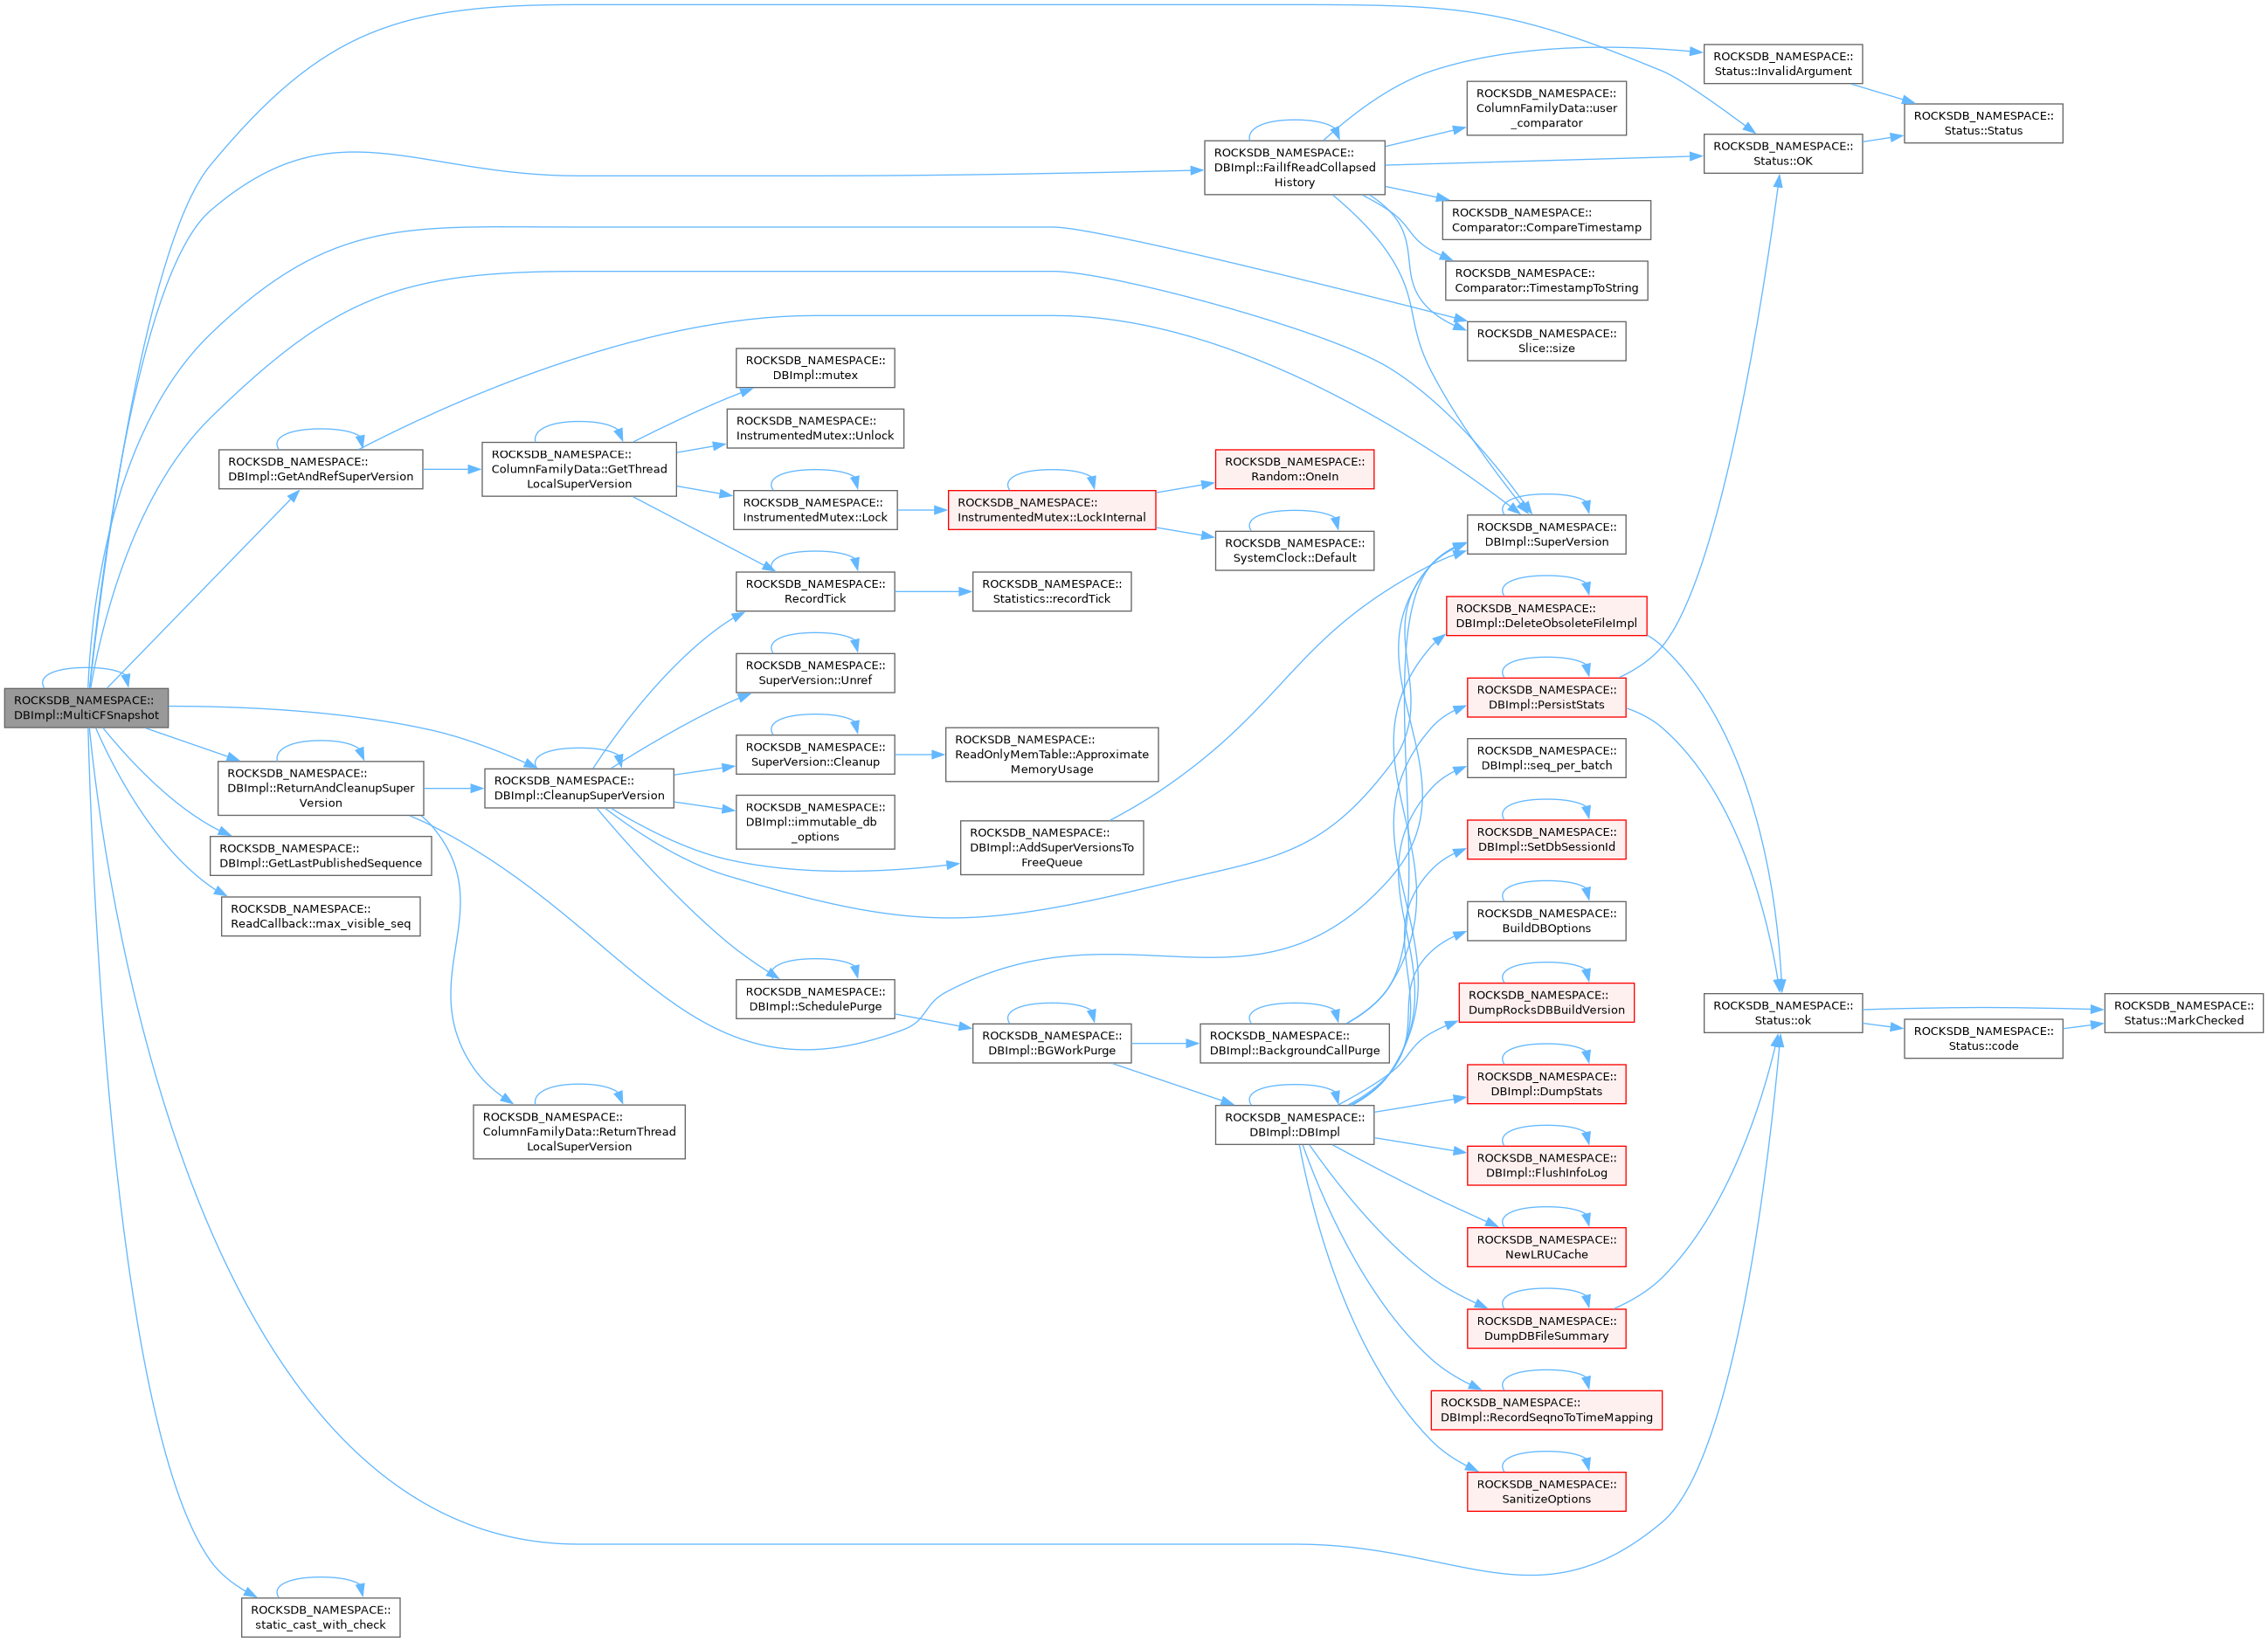 ROCKSDB_NAMESPACE::
DBImpl::MultiCFSnapshot
ROCKSDB_NAMESPACE::
DBImpl::GetAndRefSuperVersion
ROCKSDB_NAMESPACE::
DBImpl::ReturnAndCleanupSuper
Version
ROCKSDB_NAMESPACE::
DBImpl::GetLastPublishedSequence
ROCKSDB_NAMESPACE::
ReadCallback::max_visible_seq
ROCKSDB_NAMESPACE::
static_cast_with_check
ROCKSDB_NAMESPACE::
ColumnFamilyData::GetThread
LocalSuperVersion
ROCKSDB_NAMESPACE::
DBImpl::CleanupSuperVersion
ROCKSDB_NAMESPACE::
ColumnFamilyData::ReturnThread
LocalSuperVersion
ROCKSDB_NAMESPACE::
DBImpl::mutex
ROCKSDB_NAMESPACE::
InstrumentedMutex::Unlock
ROCKSDB_NAMESPACE::
InstrumentedMutex::Lock
ROCKSDB_NAMESPACE::
RecordTick
ROCKSDB_NAMESPACE::
SuperVersion::Unref
ROCKSDB_NAMESPACE::
SuperVersion::Cleanup
ROCKSDB_NAMESPACE::
DBImpl::immutable_db
_options
ROCKSDB_NAMESPACE::
DBImpl::SchedulePurge
ROCKSDB_NAMESPACE::
InstrumentedMutex::LockInternal
ROCKSDB_NAMESPACE::
Statistics::recordTick
ROCKSDB_NAMESPACE::
ReadOnlyMemTable::Approximate
MemoryUsage
ROCKSDB_NAMESPACE::
DBImpl::AddSuperVersionsTo
FreeQueue
ROCKSDB_NAMESPACE::
DBImpl::BGWorkPurge
ROCKSDB_NAMESPACE::
DBImpl::FailIfReadCollapsed
History
ROCKSDB_NAMESPACE::
Random::OneIn
ROCKSDB_NAMESPACE::
SystemClock::Default
ROCKSDB_NAMESPACE::
DBImpl::BackgroundCallPurge
ROCKSDB_NAMESPACE::
DBImpl::DBImpl
ROCKSDB_NAMESPACE::
ColumnFamilyData::user
_comparator
ROCKSDB_NAMESPACE::
Comparator::CompareTimestamp
ROCKSDB_NAMESPACE::
Comparator::TimestampToString
ROCKSDB_NAMESPACE::
Slice::size
ROCKSDB_NAMESPACE::
DBImpl::SuperVersion
ROCKSDB_NAMESPACE::
DBImpl::DeleteObsoleteFileImpl
ROCKSDB_NAMESPACE::
DBImpl::PersistStats
ROCKSDB_NAMESPACE::
DBImpl::seq_per_batch
ROCKSDB_NAMESPACE::
DBImpl::SetDbSessionId
ROCKSDB_NAMESPACE::
BuildDBOptions
ROCKSDB_NAMESPACE::
DumpRocksDBBuildVersion
ROCKSDB_NAMESPACE::
DBImpl::DumpStats
ROCKSDB_NAMESPACE::
DBImpl::FlushInfoLog
ROCKSDB_NAMESPACE::
NewLRUCache
ROCKSDB_NAMESPACE::
DumpDBFileSummary
ROCKSDB_NAMESPACE::
DBImpl::RecordSeqnoToTimeMapping
ROCKSDB_NAMESPACE::
SanitizeOptions
ROCKSDB_NAMESPACE::
Status::InvalidArgument
ROCKSDB_NAMESPACE::
Status::OK
ROCKSDB_NAMESPACE::
Status::ok
ROCKSDB_NAMESPACE::
Status::Status
ROCKSDB_NAMESPACE::
Status::code
ROCKSDB_NAMESPACE::
Status::MarkChecked